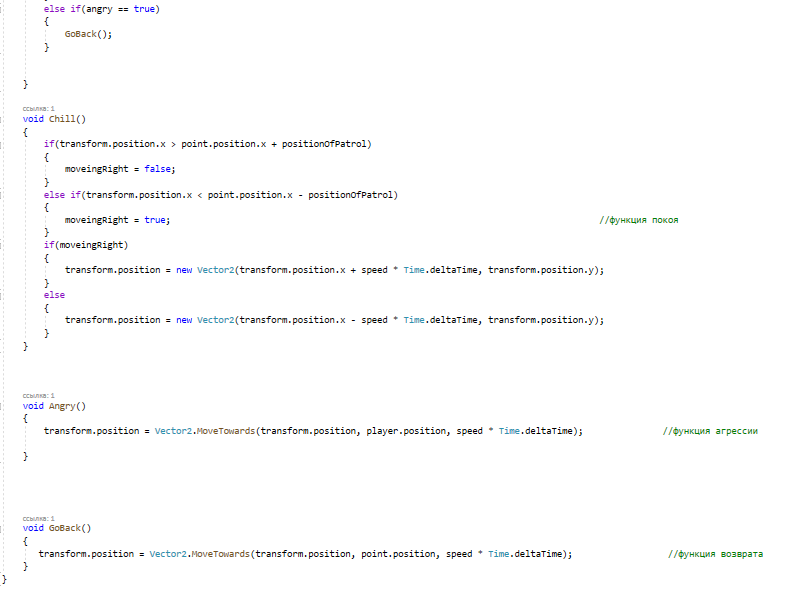 else if(angry == true)
{
GoBack();
}
}
ссылка: 1
void Chill()
{
if(transform.position.x > point.position.x + positionOfPatrol)
{
moveingRight = false;
}
else if(transform.position.x < point.position.x - positionOfPatrol)
{
moveingRight = true; //функция покоя
}
if(moveingRight)
{
transform.position = new Vector2(transform.position.x + speed * Time.deltaTime, transform.position.y);
}
else
{
transform.position = new Vector2(transform.position.x - speed * Time.deltaTime, transform.position.y);
}
}
ссылка: 1
void Angry()
{
transform.position = Vector2.MoveTowards(transform.position, player.position, speed * Time.deltaTime); //функция агрессии
}
ссылка: 1
void GoBack()
{
transform.position = Vector2.MoveTowards(transform.position, point.position, speed * Time.deltaTime); //функция возврата
}
}